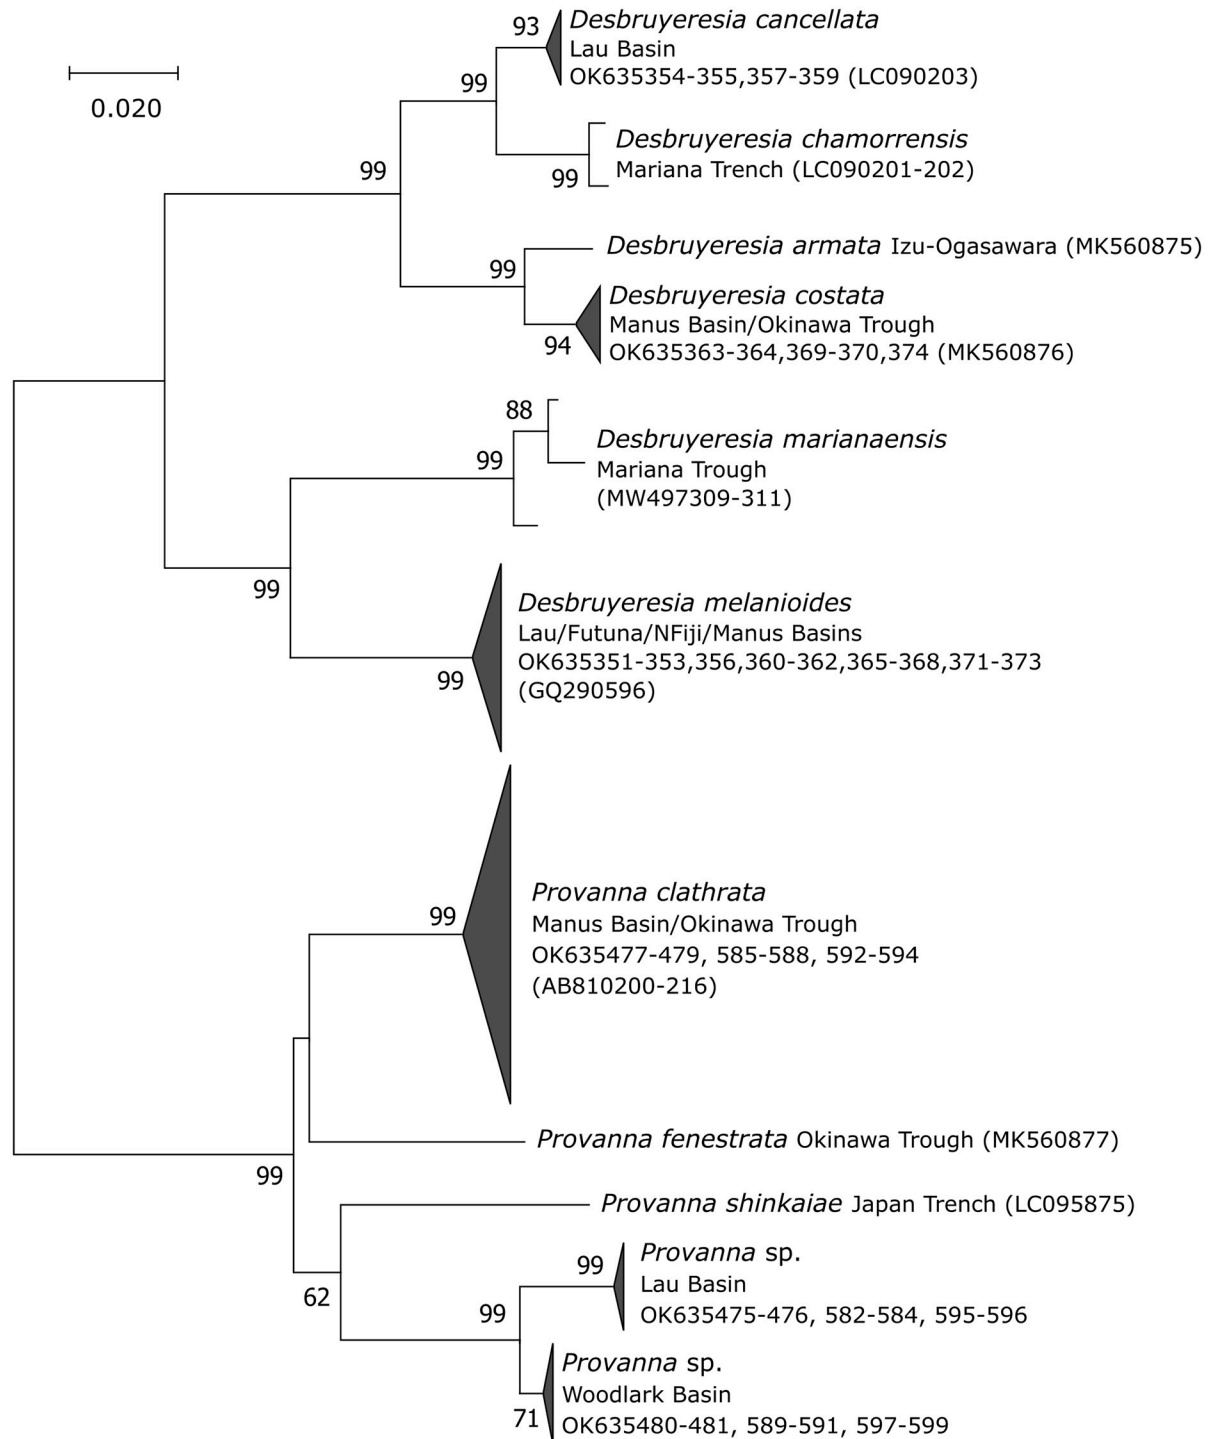 93
Desbruyeresia cancellata
Lau Basin
OK635354-355,357-359 (LC090203)
0.020
99
Desbruyeresia chamorrensis
Mariana Trench (LC090201-202)
99
99
Desbruyeresia armata Izu-Ogasawara (MK560875)
99
Desbruyeresia costata
Manus Basin/Okinawa Trough
OK635363-364,369-370,374 (MK560876)
94
88
Desbruyeresia marianaensis
Mariana Trough
(MW497309-311)
99
99
Desbruyeresia melanioides
Lau/Futuna/NFiji/Manus Basins
OK635351-353,356,360-362,365-368,371-373
(GQ290596)
99
Provanna clathrata
Manus Basin/Okinawa Trough
OK635477-479, 585-588, 592-594
(AB810200-216)
99
Provanna fenestrata Okinawa Trough (MK560877)
99
Provanna shinkaiae Japan Trench (LC095875)
Provanna sp.
Lau Basin
OK635475-476, 582-584, 595-596
99
62
99
Provanna sp.
Woodlark Basin
OK635480-481, 589-591, 597-599
71